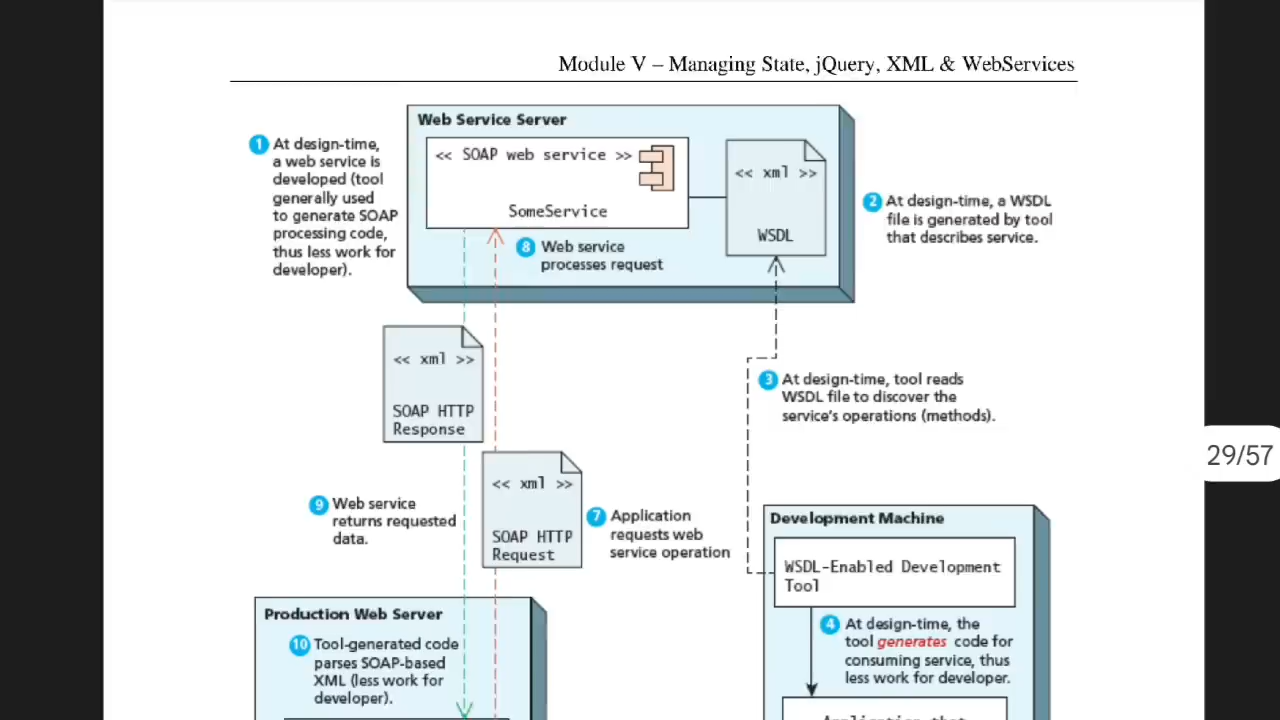 Module V – Managing State, jQuery, XML & WebServices
Web Service Server
1 At design-time,
a web service is
developed (tool
generally used
to generate SOAP
processing code,
thus less work for
developer).
<< SOAP web service >>
SomeService
<< xml >>
WSDL
2 At design-time, a WSDL
file is generated by tool
that describes service.
8 Web service
processes request
<< xml >>
SOAP HTTP
Response
3 At design-time, tool reads
WSDL file to discover the
service's operations (methods).
29/57
<< xml >>
SOAP HTTP
Request
9 Web service
returns requested
data.
7 Application
requests web
service operation
Development Machine
WSDL-Enabled Development
Tool
4 At design-time, the
tool generates code for
consuming service, thus
less work for developer.
Production Web Server
10 Tool-generated code
parses SOAP-based
XML (less work for
developer).
Application that